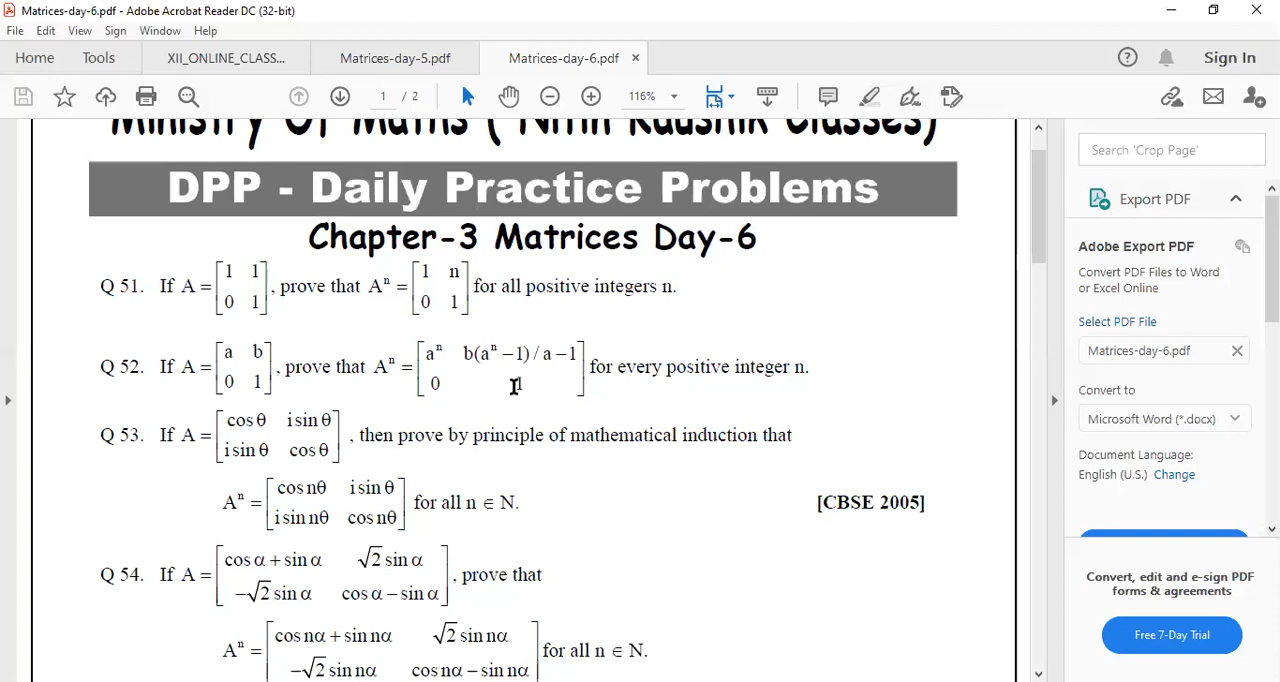 Matrices-day-6.pdf - Adobe Acrobat Reader DC (32-bit)
File Edit View Sign Window Help
Home Tools XII_ONLINE_CLASS... Matrices-day-5.pdf Matrices-day-6.pdf × Sign In
1 / 2 116%
Ministry Of Maths ( Nitin Kaushik Classes)
DPP - Daily Practice Problems
Chapter-3 Matrices Day-6
Q 51. If A = [1 1; 0 1], prove that Aⁿ = [1 n; 0 1] for all positive integers n.
Q 52. If A = [a b; 0 1], prove that Aⁿ = [aⁿ b(aⁿ −1) / a −1; 0 1] for every positive integer n.
Q 53. If A = [cos θ i sin θ; i sin θ cos θ], then prove by principle of mathematical induction that
Aⁿ = [cos nθ i sin θ; i sin nθ cos nθ] for all n ∈ N. [CBSE 2005]
Q 54. If A = [cos α + sin α √2 sin α; −√2 sin α cos α − sin α], prove that
Aⁿ = [cos nα + sin nα √2 sin nα; −√2 sin nα cos nα − sin nα] for all n ∈ N.
Search 'Crop Page'
Export PDF
Adobe Export PDF
Convert PDF Files to Word
or Excel Online
Select PDF File
Matrices-day-6.pdf
Convert to
Microsoft Word (*.docx)
Document Language:
English (U.S.) Change
Convert, edit and e-sign PDF
forms & agreements
Free 7-Day Trial